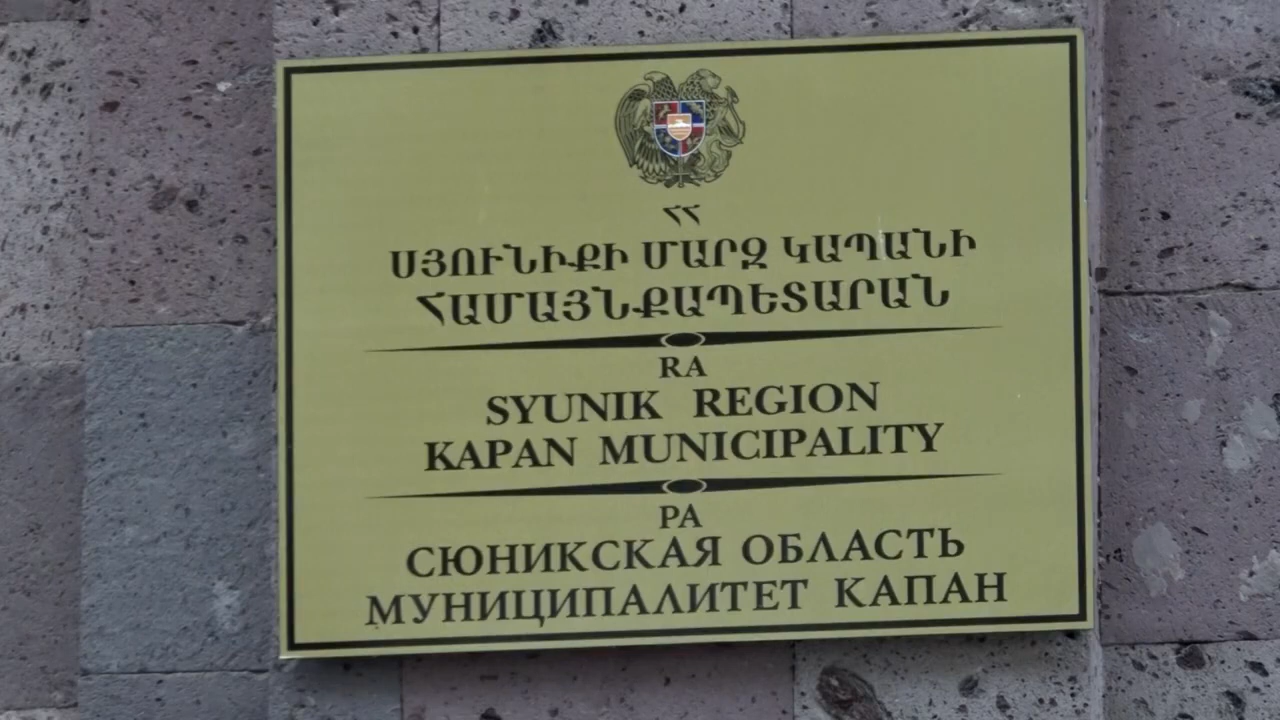 ՀՀ
ՍՅՈՒՆԻՔԻ ՄԱՐԶ ԿԱՊԱՆԻ
ՀԱՄԱՅՆՔԱՊԵՏԱՐԱՆ
RA
SYUNIK REGION
KAPAN MUNICIPALITY
РА
СЮНИКСКАЯ ОБЛАСТЬ
МУНИЦИПАЛИТЕТ КАПАН